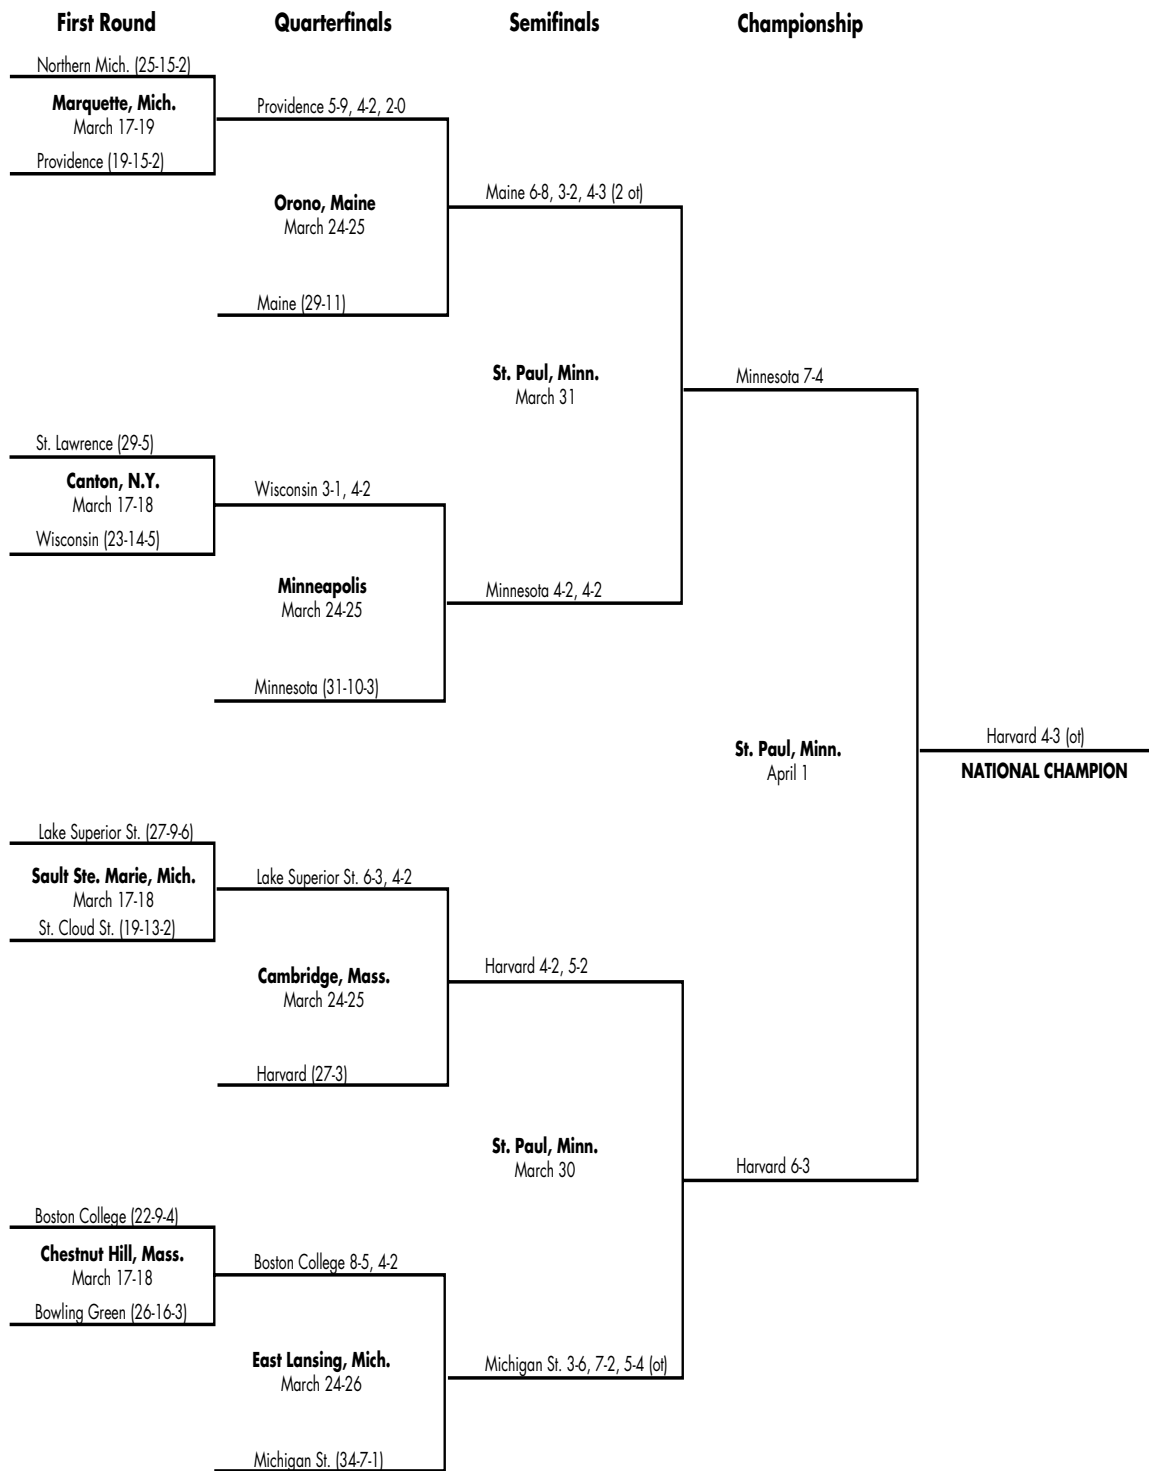 First Round Quarterfinals Semifinals Championship
Northern Mich. (25-15-2)
Marquette, Mich.
March 17-19
Providence (19-15-2)
Providence 5-9, 4-2, 2-0
Orono, Maine
March 24-25
Maine (29-11)
Maine 6-8, 3-2, 4-3 (2 ot)
St. Paul, Minn.
March 31
Minnesota 7-4
St. Lawrence (29-5)
Canton, N.Y.
March 17-18
Wisconsin (23-14-5)
Wisconsin 3-1, 4-2
Minneapolis
March 24-25
Minnesota (31-10-3)
Minnesota 4-2, 4-2
St. Paul, Minn.
April 1
Harvard 4-3 (ot)
NATIONAL CHAMPION
Lake Superior St. (27-9-6)
Sault Ste. Marie, Mich.
March 17-18
St. Cloud St. (19-13-2)
Lake Superior St. 6-3, 4-2
Cambridge, Mass.
March 24-25
Harvard (27-3)
Harvard 4-2, 5-2
St. Paul, Minn.
March 30
Harvard 6-3
Boston College (22-9-4)
Chestnut Hill, Mass.
March 17-18
Bowling Green (26-16-3)
Boston College 8-5, 4-2
East Lansing, Mich.
March 24-26
Michigan St. (34-7-1)
Michigan St. 3-6, 7-2, 5-4 (ot)